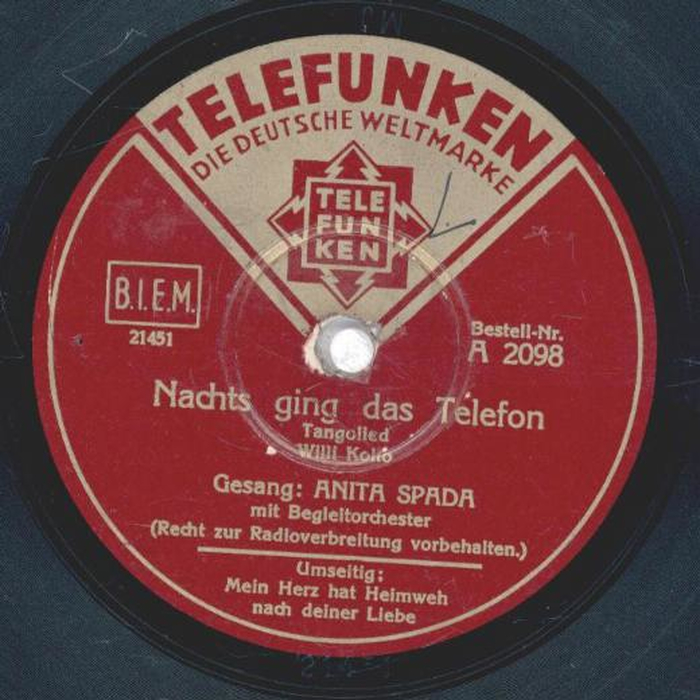 TELEFUNKEN
DIE DEUTSCHE WELTMARKE
TELE
FUN
KEN
B.I.E.M.
21451
Bestell-Nr.
A 2098
Nachts ging das Telefon
Tangolied
Willi Kollo
Gesang: ANITA SPADA
mit Begleitorchester
(Recht zur Radioverbreitung vorbehalten.)
Umseitig:
Mein Herz hat Heimweh
nach deiner Liebe